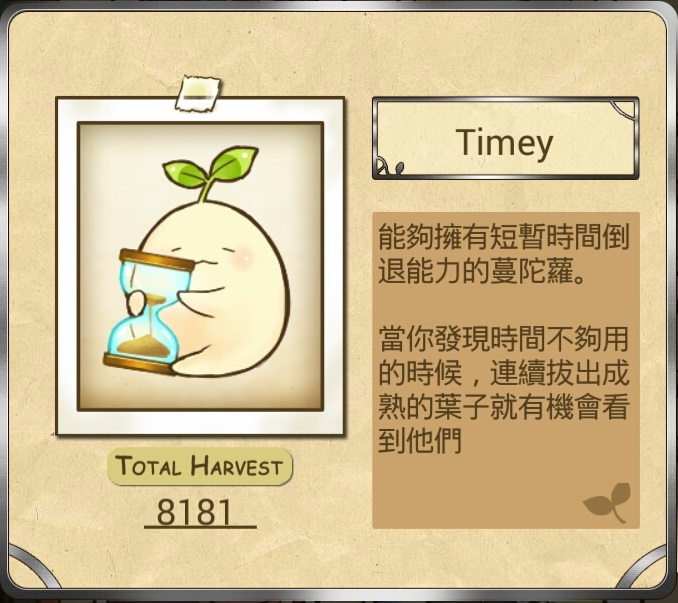 Timey
能夠擁有短暫時間倒
退能力的蔓陀蘿。
當你發現時間不夠用
的時候，連續拔出成
熟的葉子就有機會看
到他們
TOTAL HARVEST
8181